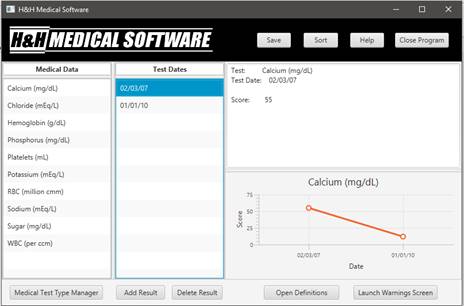 H&H Medical Software
H&H MEDICAL SOFTWARE
Save Sort Help Close Program
Medical Data
Calcium (mg/dL)
Chloride (mEq/L)
Hemoglobin (g/dL)
Phosphorus (mg/dL)
Platelets (mL)
Potassium (mEq/L)
RBC (million cmm)
Sodium (mEq/L)
Sugar (mg/dL)
WBC (per ccm)
Test Dates
02/03/07
01/01/10
Test: Calcium (mg/dL)
Test Date: 02/03/07
Score: 55
Calcium (mg/dL)
75
50
25
0
Score
02/03/07 01/01/10
Date
Medical Test Type Manager Add Result Delete Result Open Definitions Launch Warnings Screen